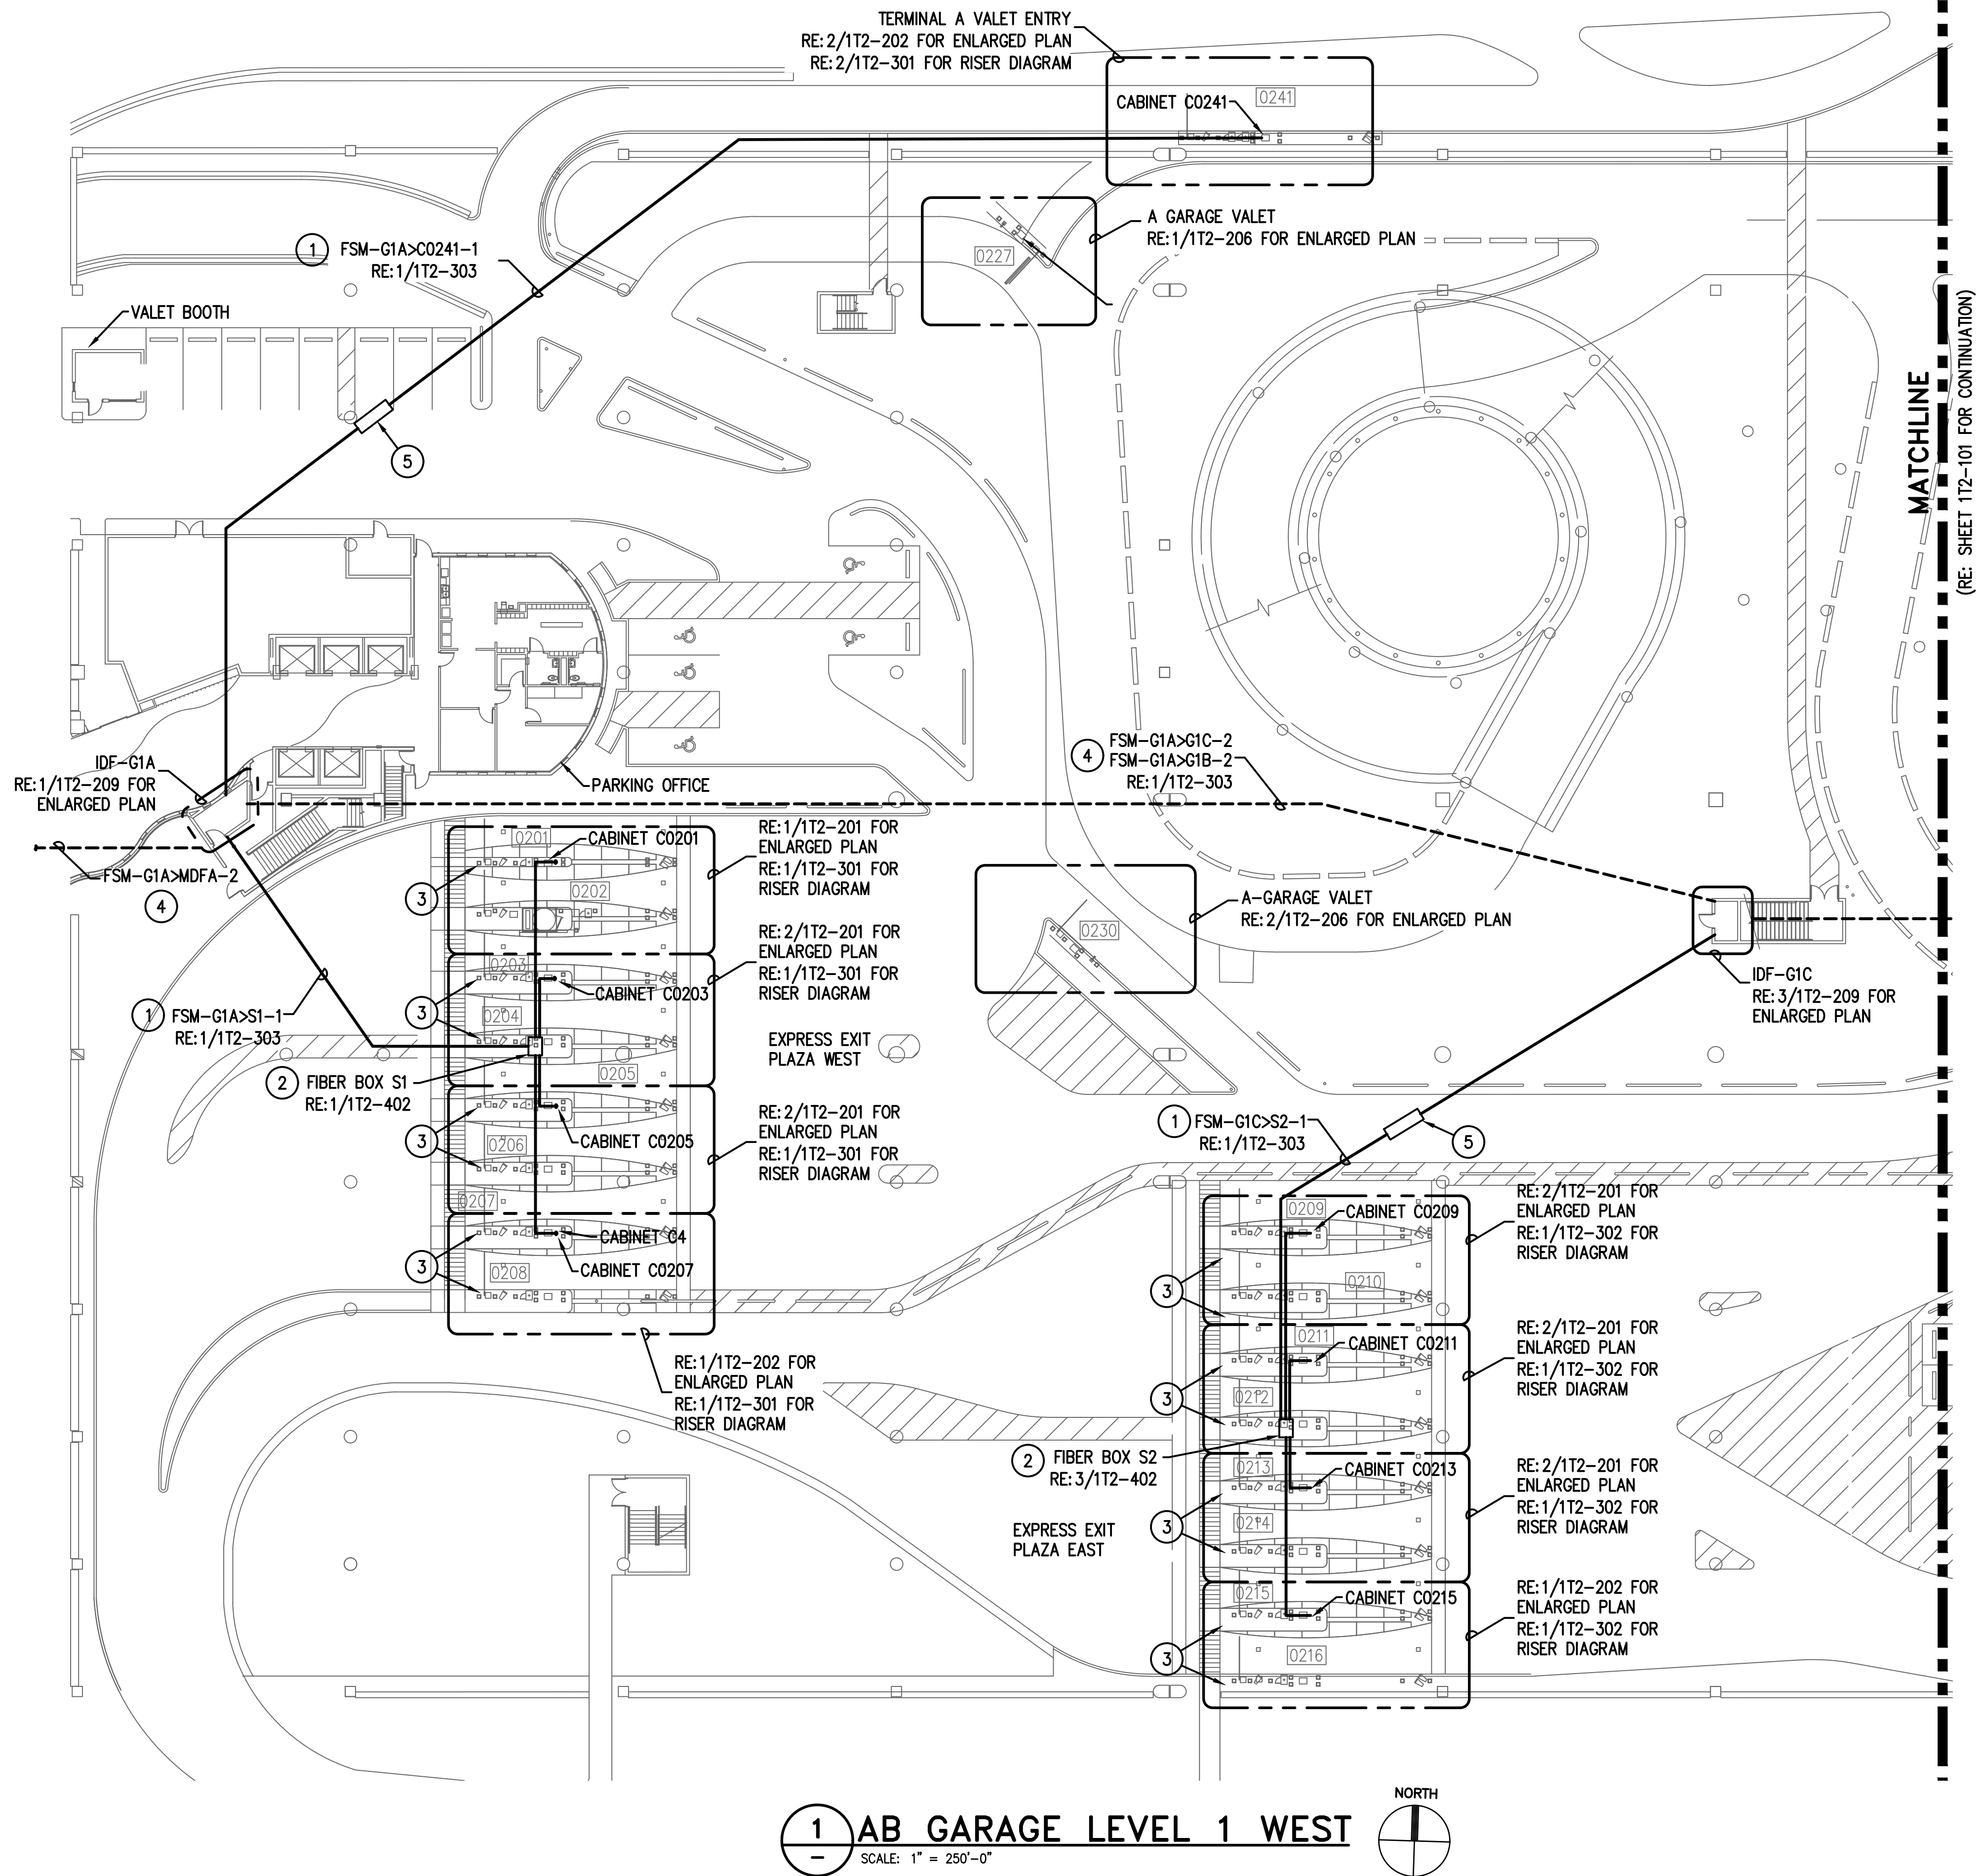 TERMINAL A VALET ENTRY
RE:2/1T2-202 FOR ENLARGED PLAN
RE:2/1T2-301 FOR RISER DIAGRAM
CABINET C0241
0241
A GARAGE VALET
RE:1/1T2-206 FOR ENLARGED PLAN
0227
1
FSM-G1A>C0241-1
RE:1/1T2-303
VALET BOOTH
5
MATCHLINE
(RE: SHEET 1T2-101 FOR CONTINUATION)
IDF-G1A
RE:1/1T2-209 FOR
ENLARGED PLAN
PARKING OFFICE
4
FSM-G1A>G1C-2
FSM-G1A>G1B-2
RE:1/1T2-303
FSM-G1A>MDFA-2
4
0201
CABINET C0201
3
0202
RE:1/1T2-201 FOR
ENLARGED PLAN
RE:1/1T2-301 FOR
RISER DIAGRAM
0203
CABINET C0203
3
0204
RE:2/1T2-201 FOR
ENLARGED PLAN
RE:1/1T2-301 FOR
RISER DIAGRAM
A-GARAGE VALET
RE:2/1T2-206 FOR ENLARGED PLAN
0230
IDF-G1C
RE:3/1T2-209 FOR
ENLARGED PLAN
1
FSM-G1A>S1-1
RE:1/1T2-303
EXPRESS EXIT
PLAZA WEST
2
FIBER BOX S1
RE:1/1T2-402
0205
3
CABINET C0205
0206
RE:2/1T2-201 FOR
ENLARGED PLAN
RE:1/1T2-301 FOR
RISER DIAGRAM
1
FSM-G1C>S2-1
RE:1/1T2-303
5
0207
CABINET C4
3
CABINET C0207
0208
RE:1/1T2-202 FOR
ENLARGED PLAN
RE:1/1T2-301 FOR
RISER DIAGRAM
0209
CABINET C0209
3
0210
RE:2/1T2-201 FOR
ENLARGED PLAN
RE:1/1T2-302 FOR
RISER DIAGRAM
0211
CABINET C0211
3
0212
RE:2/1T2-201 FOR
ENLARGED PLAN
RE:1/1T2-302 FOR
RISER DIAGRAM
2
FIBER BOX S2
RE:3/1T2-402
0213
CABINET C0213
3
0214
RE:2/1T2-201 FOR
ENLARGED PLAN
RE:1/1T2-302 FOR
RISER DIAGRAM
EXPRESS EXIT
PLAZA EAST
0215
CABINET C0215
3
0216
RE:1/1T2-202 FOR
ENLARGED PLAN
RE:1/1T2-302 FOR
RISER DIAGRAM
NORTH
1
AB GARAGE LEVEL 1 WEST
SCALE: 1" = 250'-0"